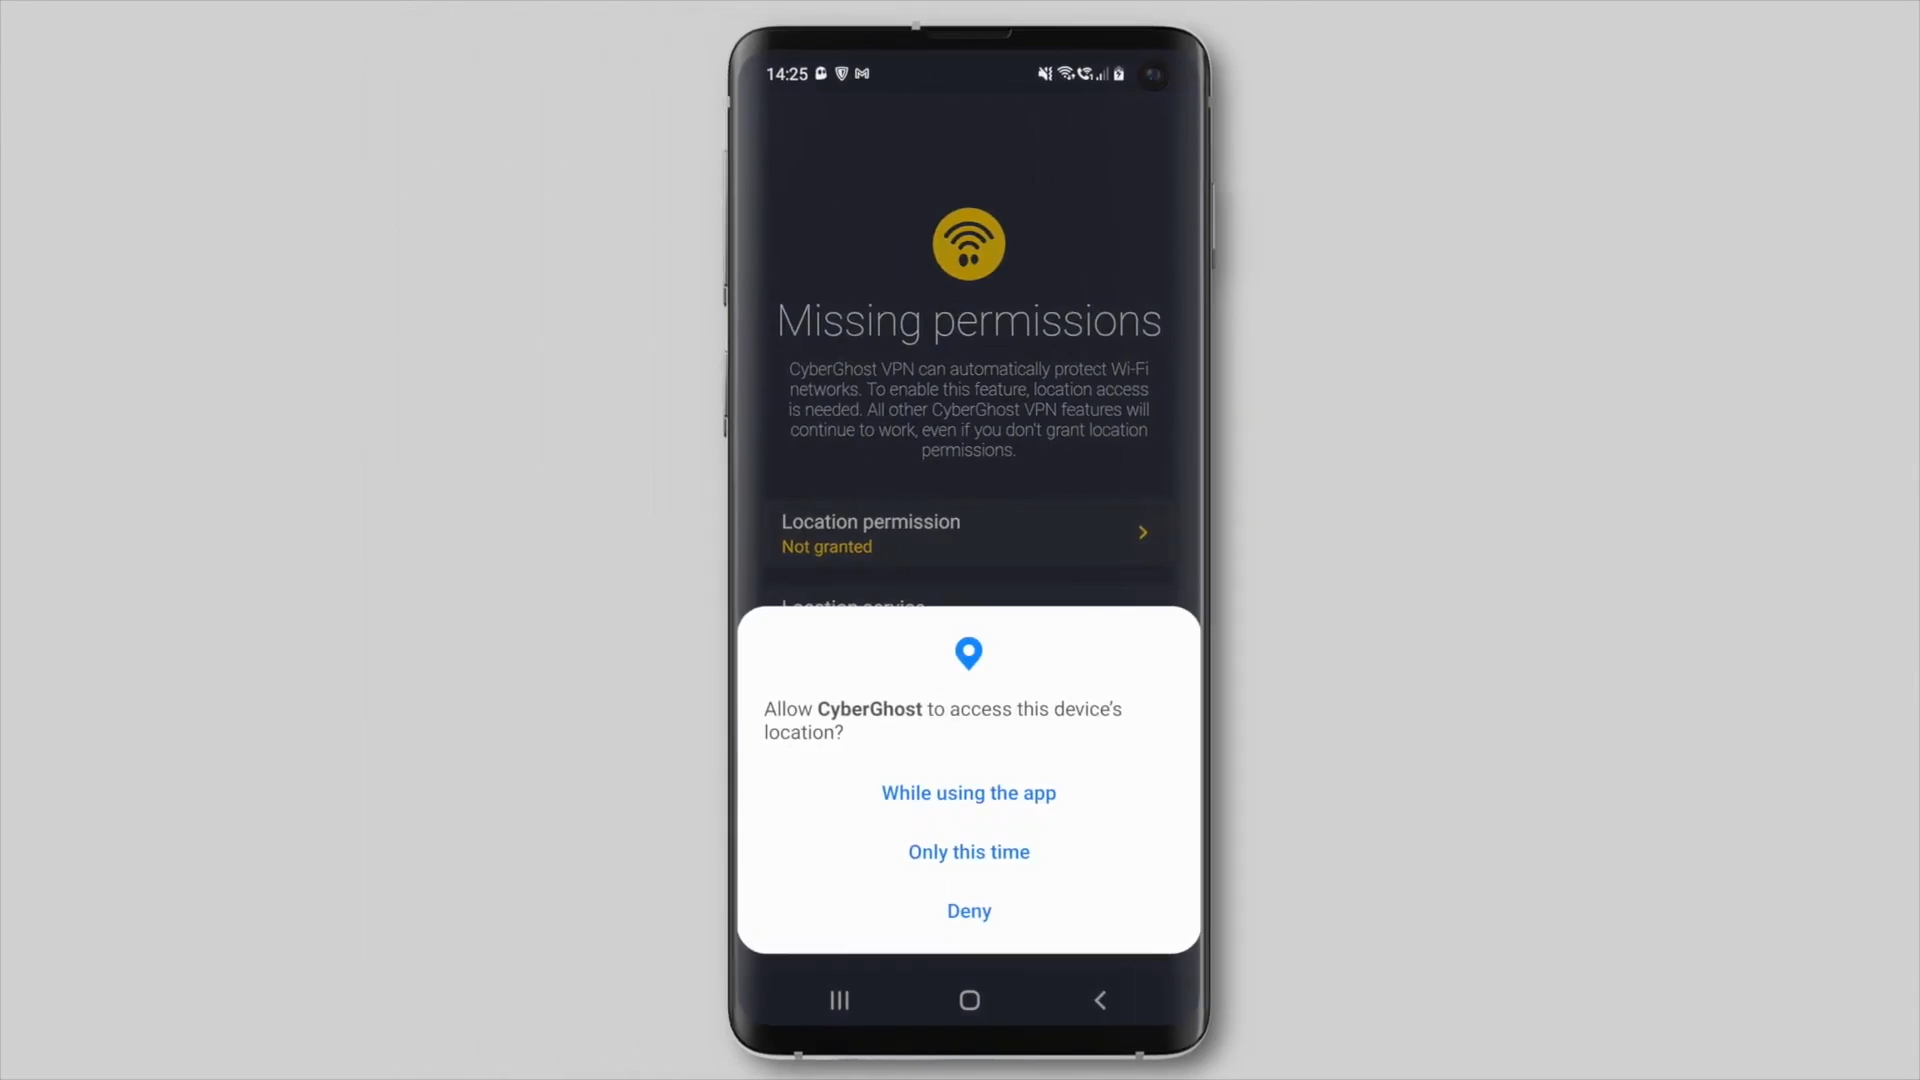 14:25
Missing permissions
CyberGhost VPN can automatically protect Wi-Fi
networks. To enable this feature, location access
is needed. All other CyberGhost VPN features will
continue to work, even if you don't grant location
permissions.
Location permission
Not granted
Location service
Allow CyberGhost to access this device's
location?
While using the app
Only this time
Deny